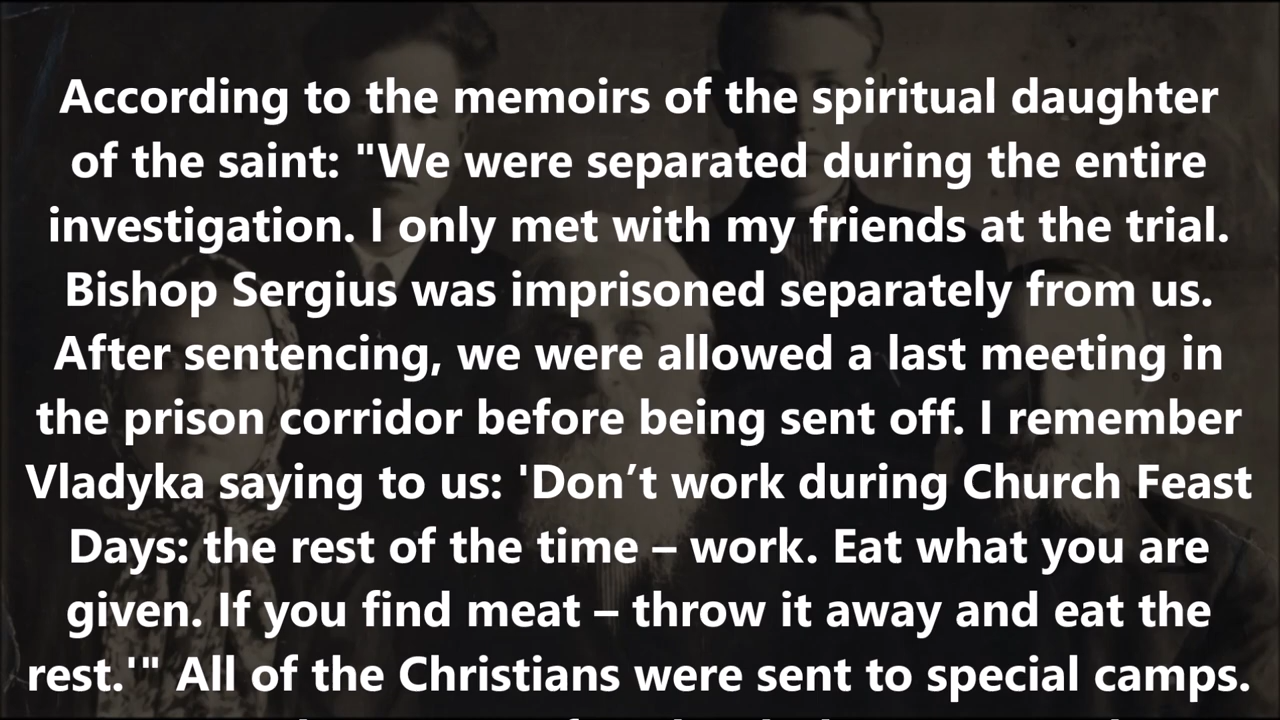 According to the memoirs of the spiritual daughter
of the saint: "We were separated during the entire
investigation. I only met with my friends at the trial.
Bishop Sergius was imprisoned separately from us.
After sentencing, we were allowed a last meeting in
the prison corridor before being sent off. I remember
Vladyka saying to us: 'Don’t work during Church Feast
Days: the rest of the time – work. Eat what you are
given. If you find meat – throw it away and eat the
rest.'" All of the Christians were sent to special camps.